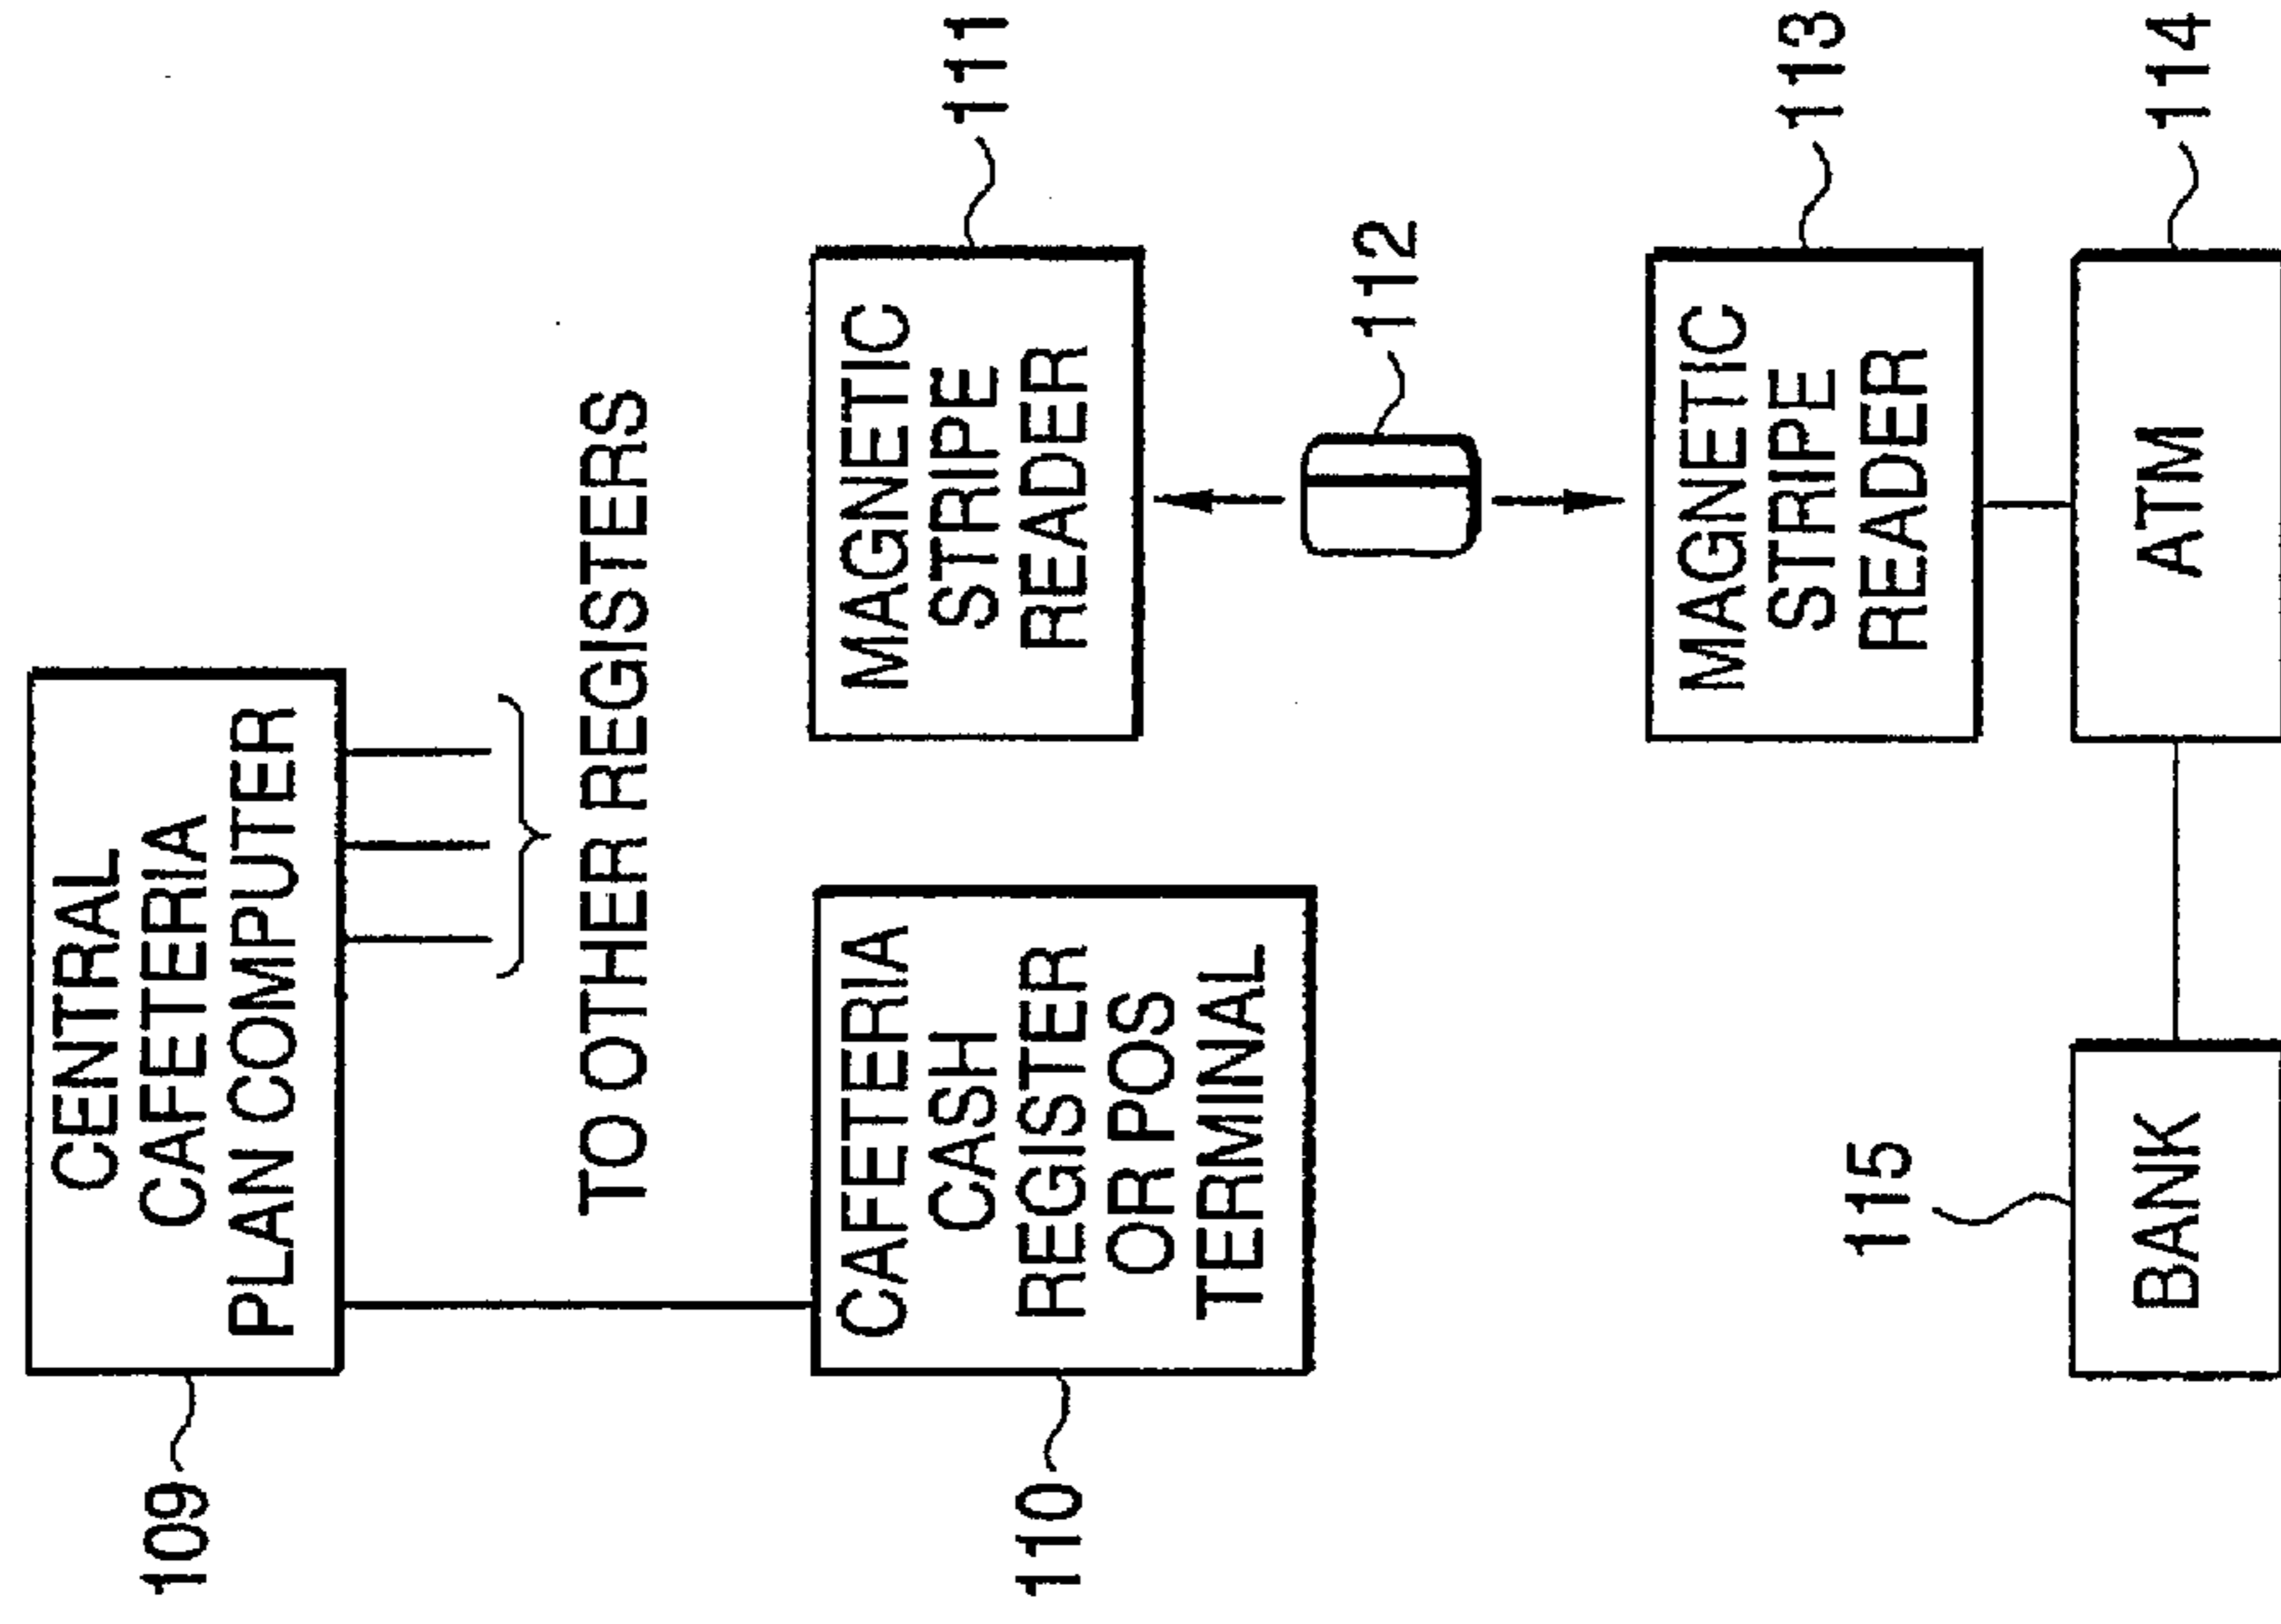 109
CENTRAL
CAFETERIA
PLAN COMPUTER
TO OTHER REGISTERS
110
CAFETERIA
CASH
REGISTER
OR POS
TERMINAL
111
MAGNETIC
STRIPE
READER
112
113
MAGNETIC
STRIPE
READER
115
BANK
114
ATM